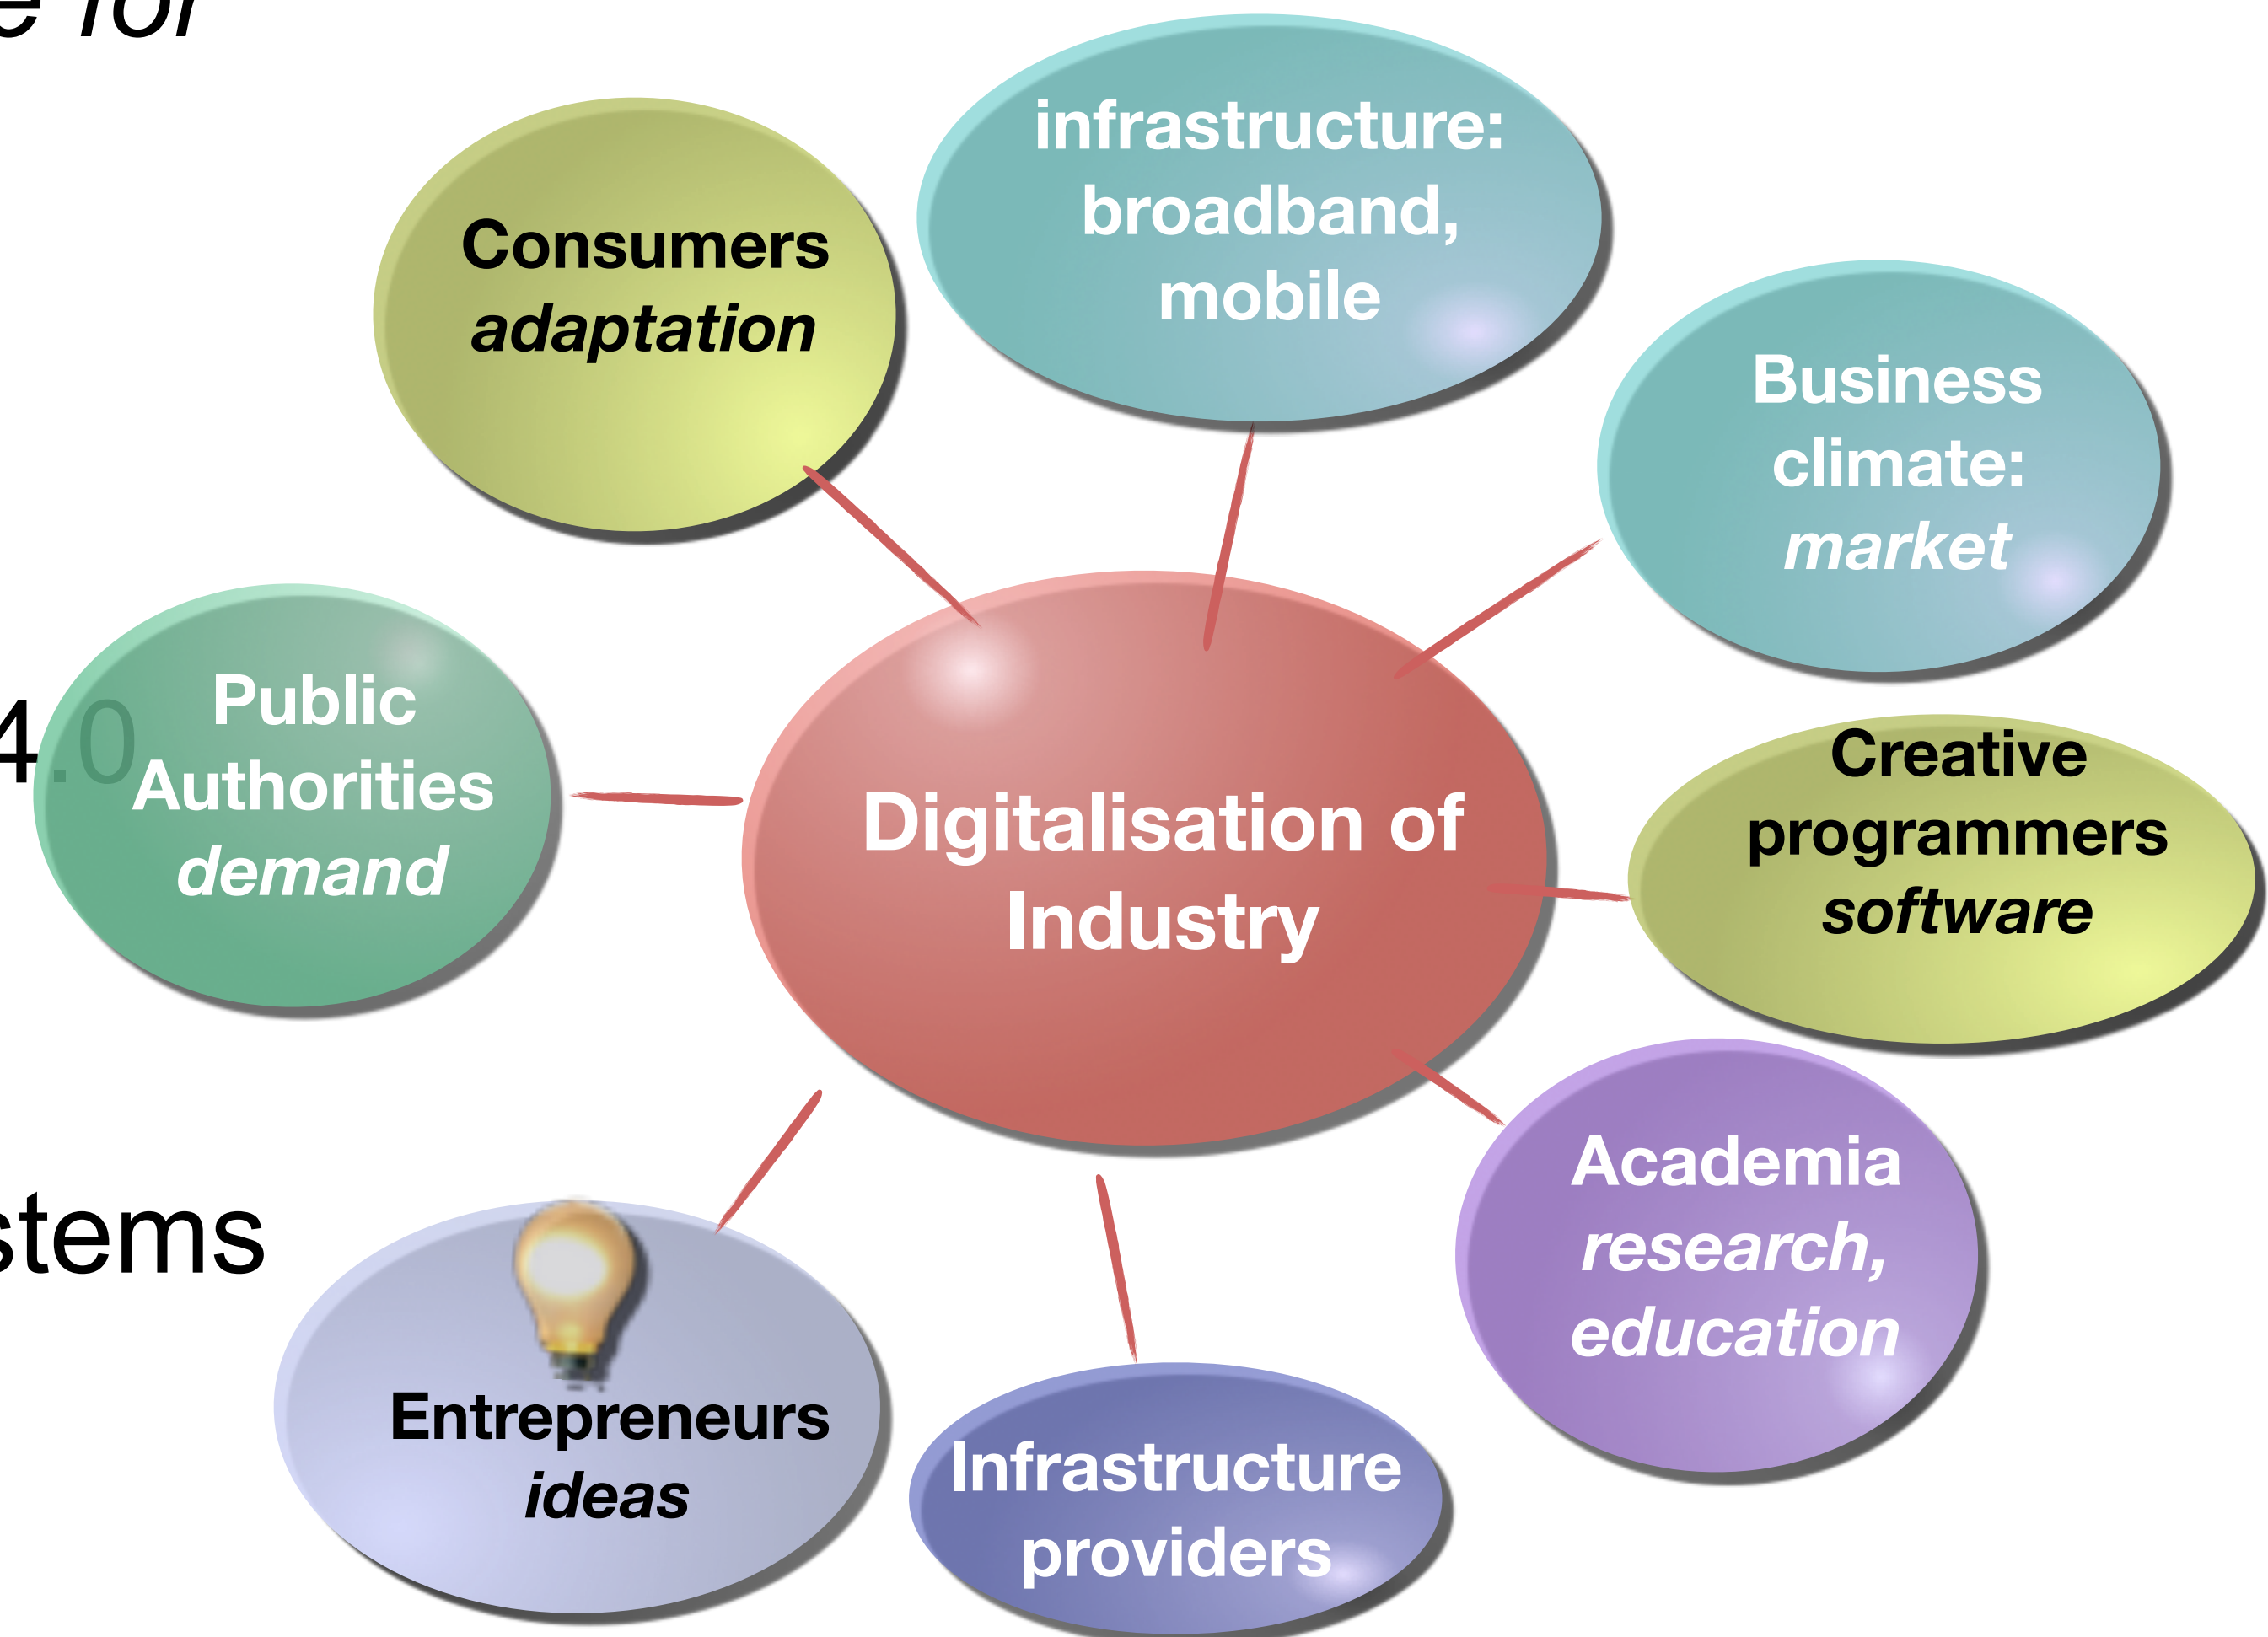 e for
Consumers
adaptation
infrastructure:
broadband,
mobile
Business
climate:
market
4.0
Public
Authorities
demand
Digitalisation of
Industry
Creative
programmers
software
stems
Entrepreneurs
ideas
Infrastructure
providers
Academia
research,
education